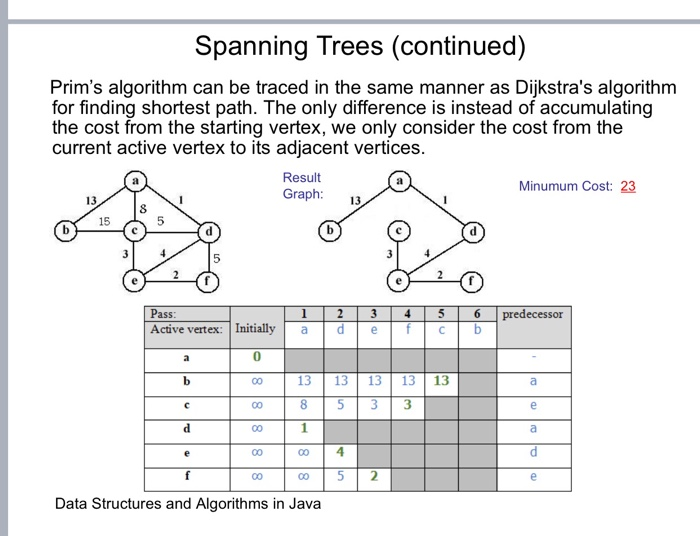 Spanning Trees (continued)
Prim's algorithm can be traced in the same manner as Dijkstra's algorithm
for finding shortest path. The only difference is instead of accumulating
the cost from the starting vertex, we only consider the cost from the
current active vertex to its adjacent vertices.
Result
Graph:
Minumum Cost: 23
a
13
8
1
b
15
c
5
d
3
4
5
e
2
f
a
13
1
b
c
d
3
4
e
2
f
Pass: 1 2 3 4 5 6 predecessor
Active vertex: Initially a d e f c b
a 0 -
b ∞ 13 13 13 13 13 a
c ∞ 8 5 3 3 e
d ∞ 1 a
e ∞ ∞ 4 d
f ∞ ∞ 5 2 e
Data Structures and Algorithms in Java